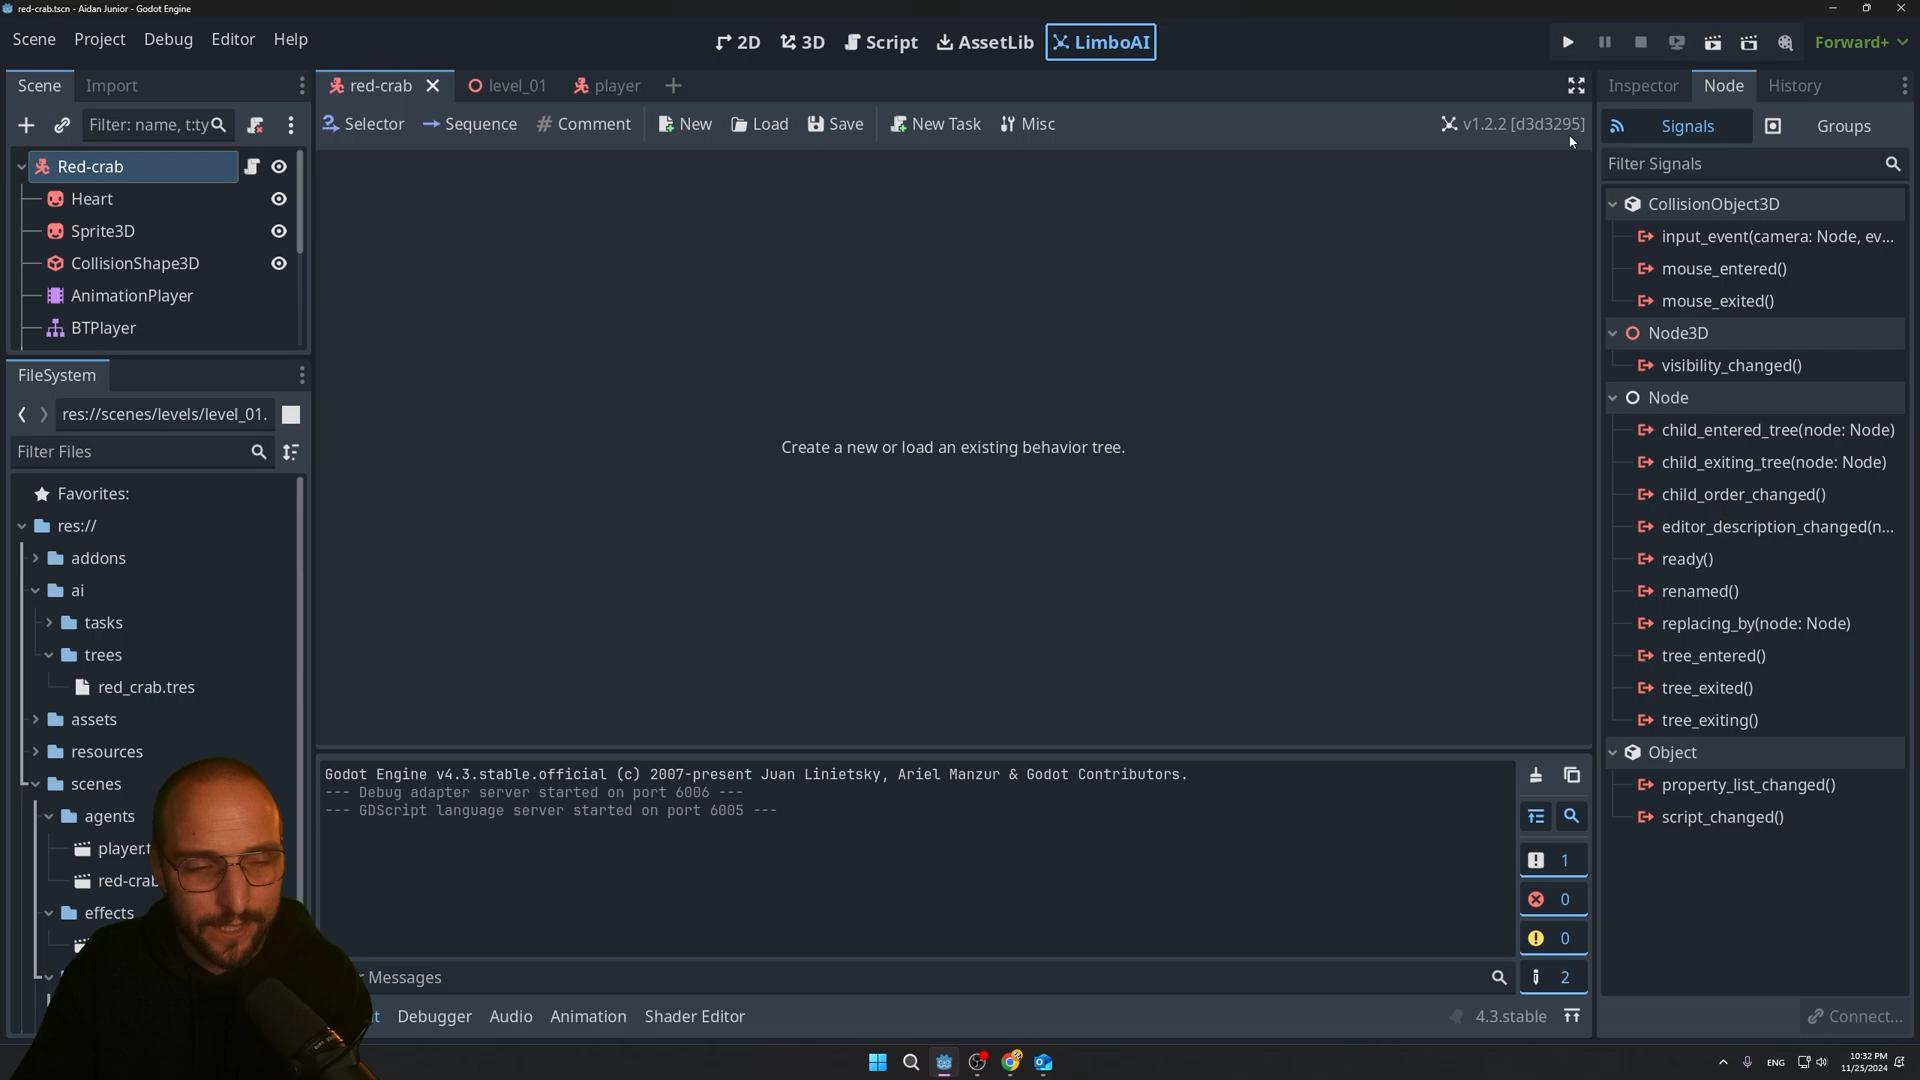 red-crab.tscn - Aidan Junior - Godot Engine
Scene Project Debug Editor Help
2D 3D Script AssetLib LimboAI
Forward+
Scene Import
red-crab level_01 player
Inspector Node History
Filter: name, t:ty
Selector Sequence # Comment New Load Save New Task Misc
v1.2.2 [d3d3295]
Signals Groups
Filter Signals
Red-crab
Heart
Sprite3D
CollisionShape3D
AnimationPlayer
BTPlayer
FileSystem
res://scenes/levels/level_01.
Filter Files
Favorites:
res://
addons
ai
tasks
trees
red_crab.tres
assets
resources
scenes
agents
player.t
red-crab
effects
Create a new or load an existing behavior tree.
Godot Engine v4.3.stable.official (c) 2007-present Juan Linietsky, Ariel Manzur & Godot Contributors.
--- Debug adapter server started on port 6006 ---
--- GDScript language server started on port 6005 ---
1
0
0
2
Messages
Debugger Audio Animation Shader Editor
4.3.stable
CollisionObject3D
input_event(camera: Node, ev...
mouse_entered()
mouse_exited()
Node3D
visibility_changed()
Node
child_entered_tree(node: Node)
child_exiting_tree(node: Node)
child_order_changed()
editor_description_changed(n...
ready()
renamed()
replacing_by(node: Node)
tree_entered()
tree_exited()
tree_exiting()
Object
property_list_changed()
script_changed()
Connect...
ENG
10:32 PM
11/25/2024